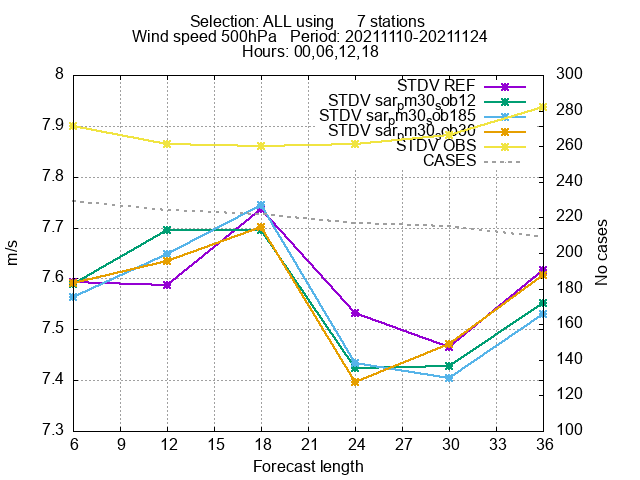 Selection: ALL using 7 stations
Wind speed 500hPa Period: 20211110-20211124
Hours: 00,06,12,18
8
7.9
7.8
7.7
7.6
7.5
7.4
7.3
300
280
260
240
220
200
180
160
140
120
100
STDV REF
STDV sarpm30sob12
STDV sarpm30sob185
STDV sarpm30sob30
STDV OBS
CASES
m/s
No cases
6 9 12 15 18 21 24 27 30 33 36
Forecast length